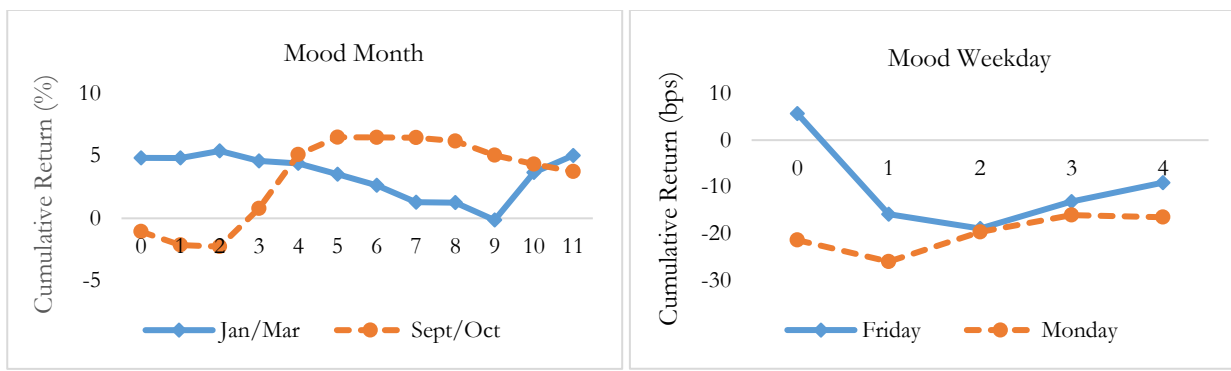 Mood Month
Cumulative Return (%)
10
5
0
-5
0 1 2 3 4 5 6 7 8 9 10 11
Jan/Mar Sept/Oct
Mood Weekday
Cumulative Return (bps)
10
0
-10
-20
-30
0 1 2 3 4
Friday Monday